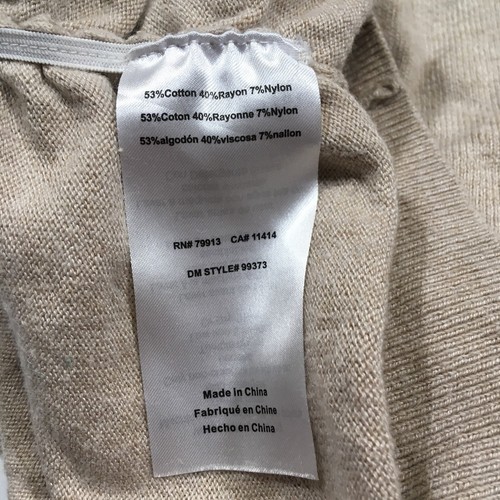 53%Cotton 40%Rayon 7%Nylon
53%Coton 40%Rayonne 7%Nylon
53%algodón 40%viscosa 7%nailon
RN# 79913 CA# 11414
DM STYLE# 99373
Made in China
Fabriqué en Chine
Hecho en China